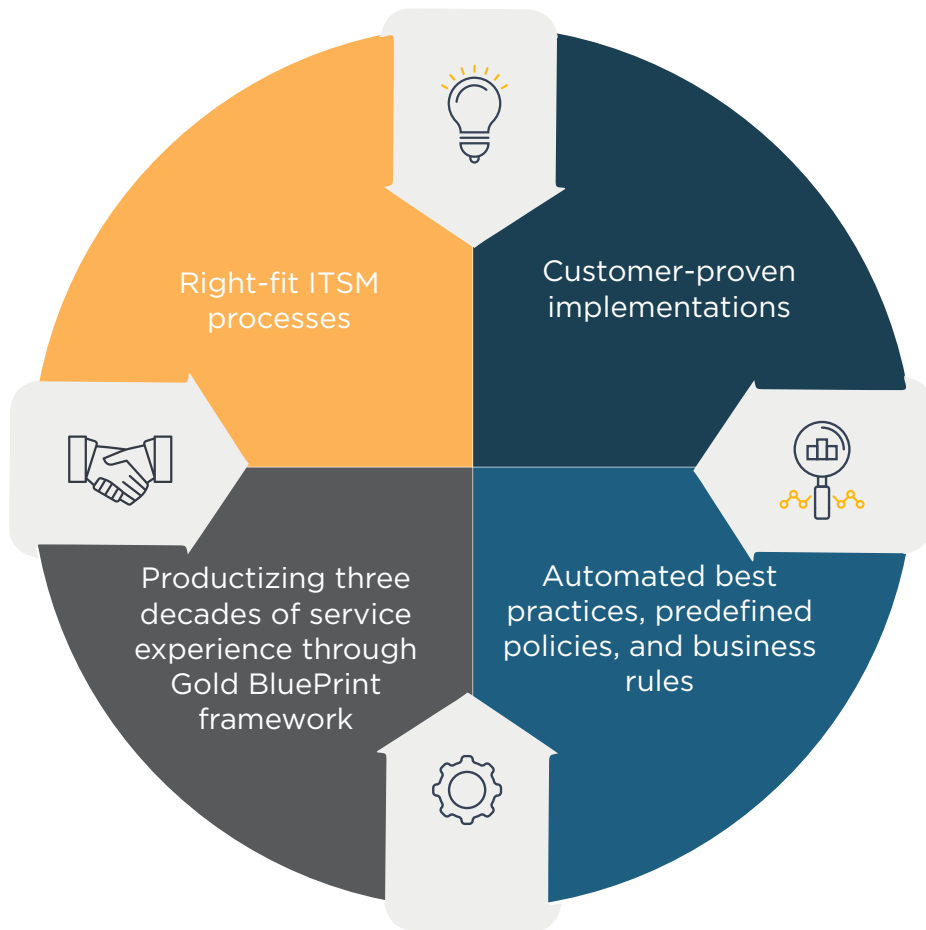 Right-fit ITSM
processes
Customer-proven
implementations
Productizing three
decades of service
experience through
Gold BluePrint
framework
Automated best
practices, predefined
policies, and business
rules